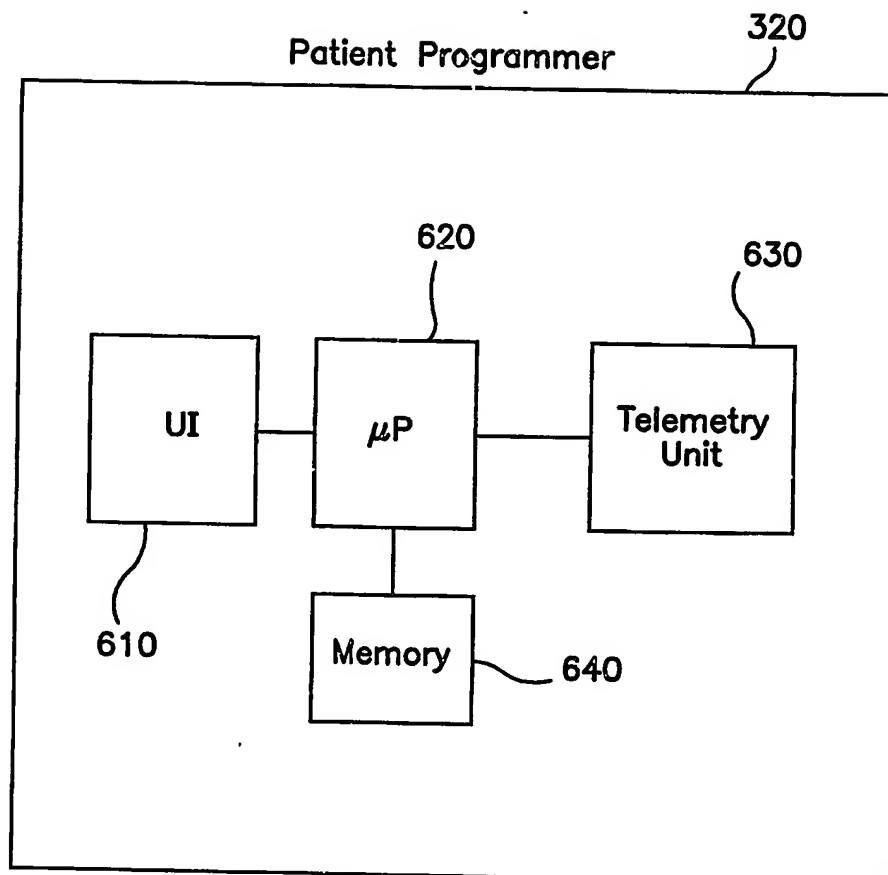 320
Patient Programmer
620
630
UI
μP
Telemetry
Unit
610
Memory
640